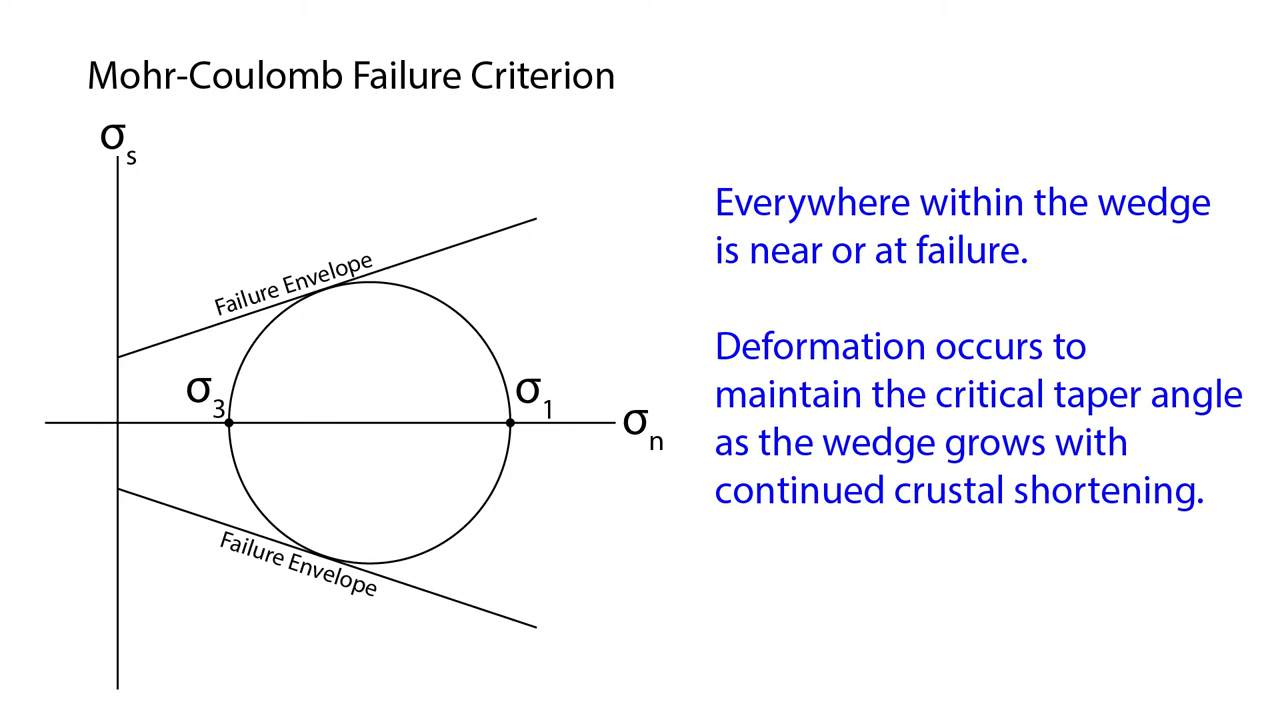 Mohr-Coulomb Failure Criterion
σs
Failure Envelope
σ3
σ1
σn
Failure Envelope
Everywhere within the wedge
is near or at failure.
Deformation occurs to
maintain the critical taper angle
as the wedge grows with
continued crustal shortening.